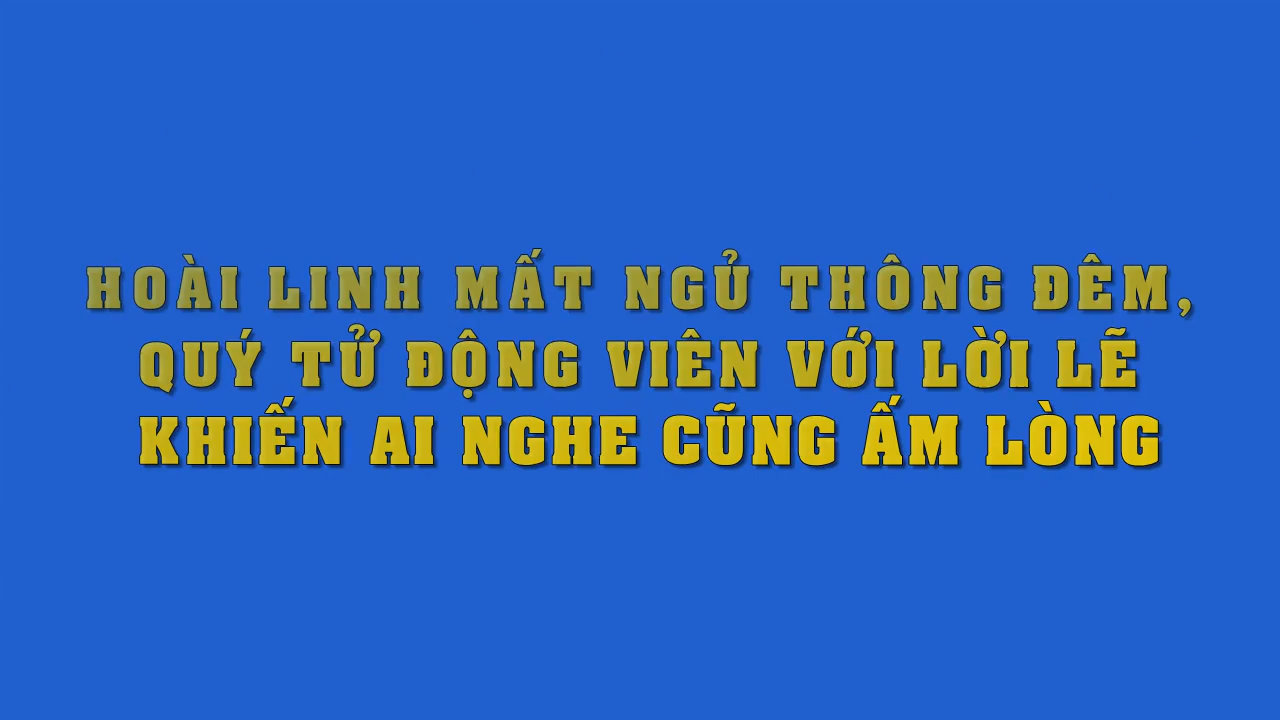 HOÀI LINH MẤT NGỦ THÔNG ĐÊM,
QUÝ TỬ ĐỘNG VIÊN VỚI LỜI LẼ
KHIẾN AI NGHE CŨNG ẤM LÒNG